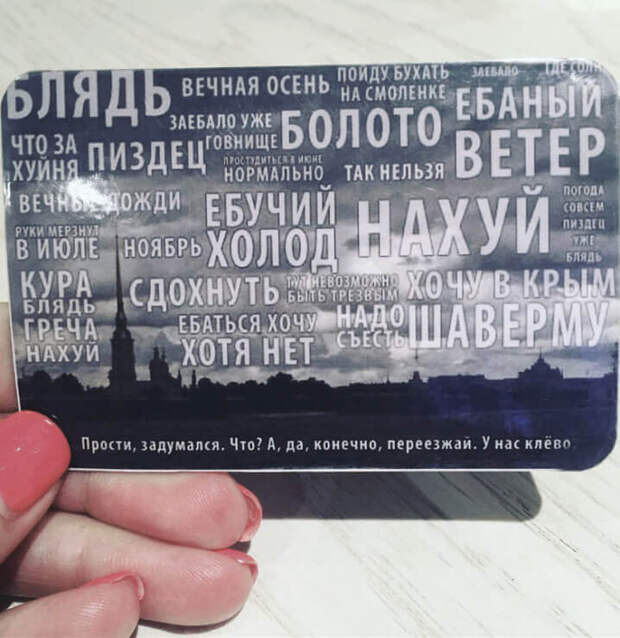 БЛЯДЬ
ВЕЧНАЯ ОСЕНЬ
ПОЙДУ БУХАТЬ
НА СМОЛЕНКЕ
ЗАЕБАЛО
ГДЕ СОЛН
ЕБАНЫЙ
ВЕТЕР
ЗАЕБАЛО УЖЕ
ГОВНИЩЕ
БОЛОТО
ЧТО ЗА
ХУЙНЯ
ПИЗДЕЦ
ПРОСТУДИТЬСЯ В ИЮНЕ
НОРМАЛЬНО
ТАК НЕЛЬЗЯ
ВЕЧНЫЕ ДОЖДИ
ЕБУЧИЙ
ХОЛОД
НАХУЙ
ПОГОДА
СОВСЕМ
ПИЗДЕЦ
УЖЕ
БЛЯДЬ
РУКИ МЕРЗНУТ
В ИЮЛЕ
НОЯБРЬ
КУРА
БЛЯДЬ
ГРЕЧА
НАХУЙ
СДОХНУТЬ
ТУТ НЕВОЗМОЖНО
БЫТЬ ТРЕЗВЫМ
ХОЧУ В КРЫМ
ЕБАТЬСЯ ХОЧУ
ХОТЯ НЕТ
НАДО
СЪЕСТЬ
ШАВЕРМУ
Прости, задумался. Что? А, да, конечно, переезжай. У нас клёво